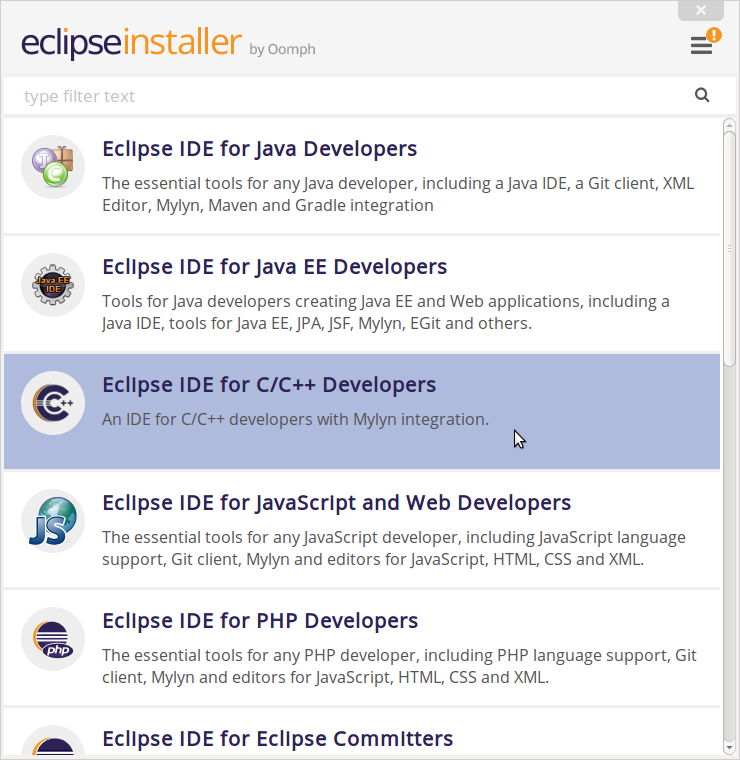 eclipse installer by Oomph
!
type filter text
Eclipse IDE for Java Developers
The essential tools for any Java developer, including a Java IDE, a Git client, XML
Editor, Mylyn, Maven and Gradle integration
Java EE
IDE
Eclipse IDE for Java EE Developers
Tools for Java developers creating Java EE and Web applications, including a
Java IDE, tools for Java EE, JPA, JSF, Mylyn, EGit and others.
C++
Eclipse IDE for C/C++ Developers
An IDE for C/C++ developers with Mylyn integration.
JS
Eclipse IDE for JavaScript and Web Developers
The essential tools for any JavaScript developer, including JavaScript language
support, Git client, Mylyn and editors for JavaScript, HTML, CSS and XML.
php
Eclipse IDE for PHP Developers
The essential tools for any PHP developer, including PHP language support, Git
client, Mylyn and editors for JavaScript, HTML, CSS and XML.
Eclipse IDE for Eclipse Committers